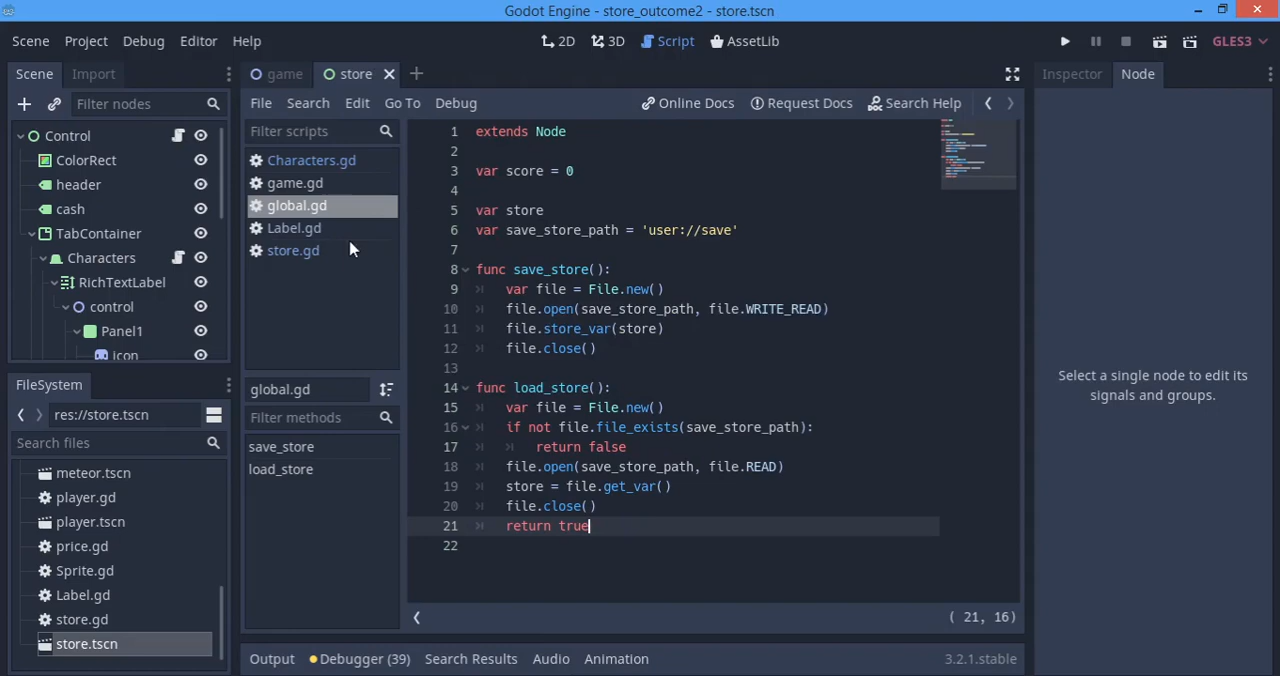 Godot Engine - store_outcome2 - store.tscn
Scene Project Debug Editor Help
2D 3D Script AssetLib
GLES3
Scene Import
Filter nodes
Control
ColorRect
header
cash
TabContainer
Characters
RichTextLabel
control
Panel1
icon
FileSystem
res://store.tscn
Search files
meteor.tscn
player.gd
player.tscn
price.gd
Sprite.gd
Label.gd
store.gd
store.tscn
game store
File Search Edit Go To Debug
Online Docs Request Docs Search Help
Filter scripts
Characters.gd
game.gd
global.gd
Label.gd
store.gd
global.gd
Filter methods
save_store
load_store
1 extends Node
2
3 var score = 0
4
5 var store
6 var save_store_path = 'user://save'
7
8 func save_store():
9 var file = File.new()
10 file.open(save_store_path, file.WRITE_READ)
11 file.store_var(store)
12 file.close()
13
14 func load_store():
15 var file = File.new()
16 if not file.file_exists(save_store_path):
17 return false
18 file.open(save_store_path, file.READ)
19 store = file.get_var()
20 file.close()
21 return true
22
( 21, 16)
Output Debugger (39) Search Results Audio Animation
3.2.1.stable
Inspector Node
Select a single node to edit its
signals and groups.